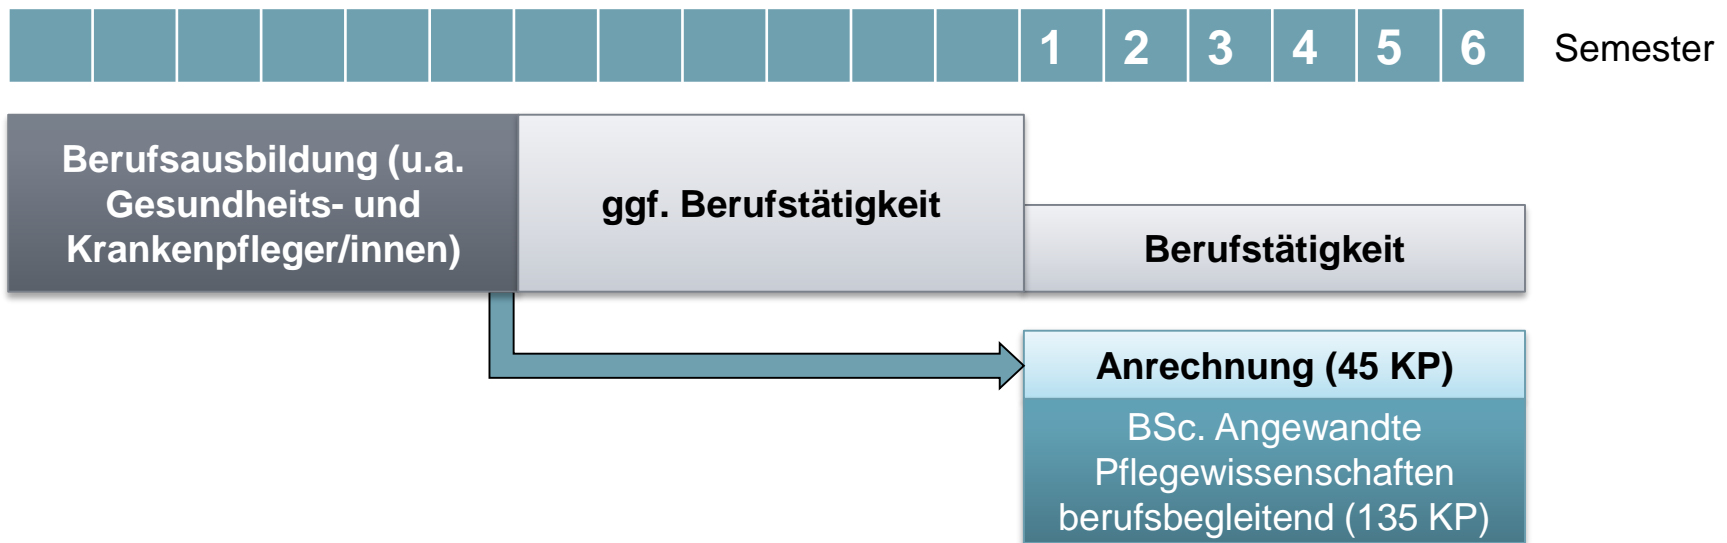 1 2 3 4 5 6 Semester
Berufsausbildung (u.a.
Gesundheits- und
Krankenpfleger/innen)
ggf. Berufstätigkeit
Berufstätigkeit
Anrechnung (45 KP)
BSc. Angewandte
Pflegewissenschaften
berufsbegleitend (135 KP)